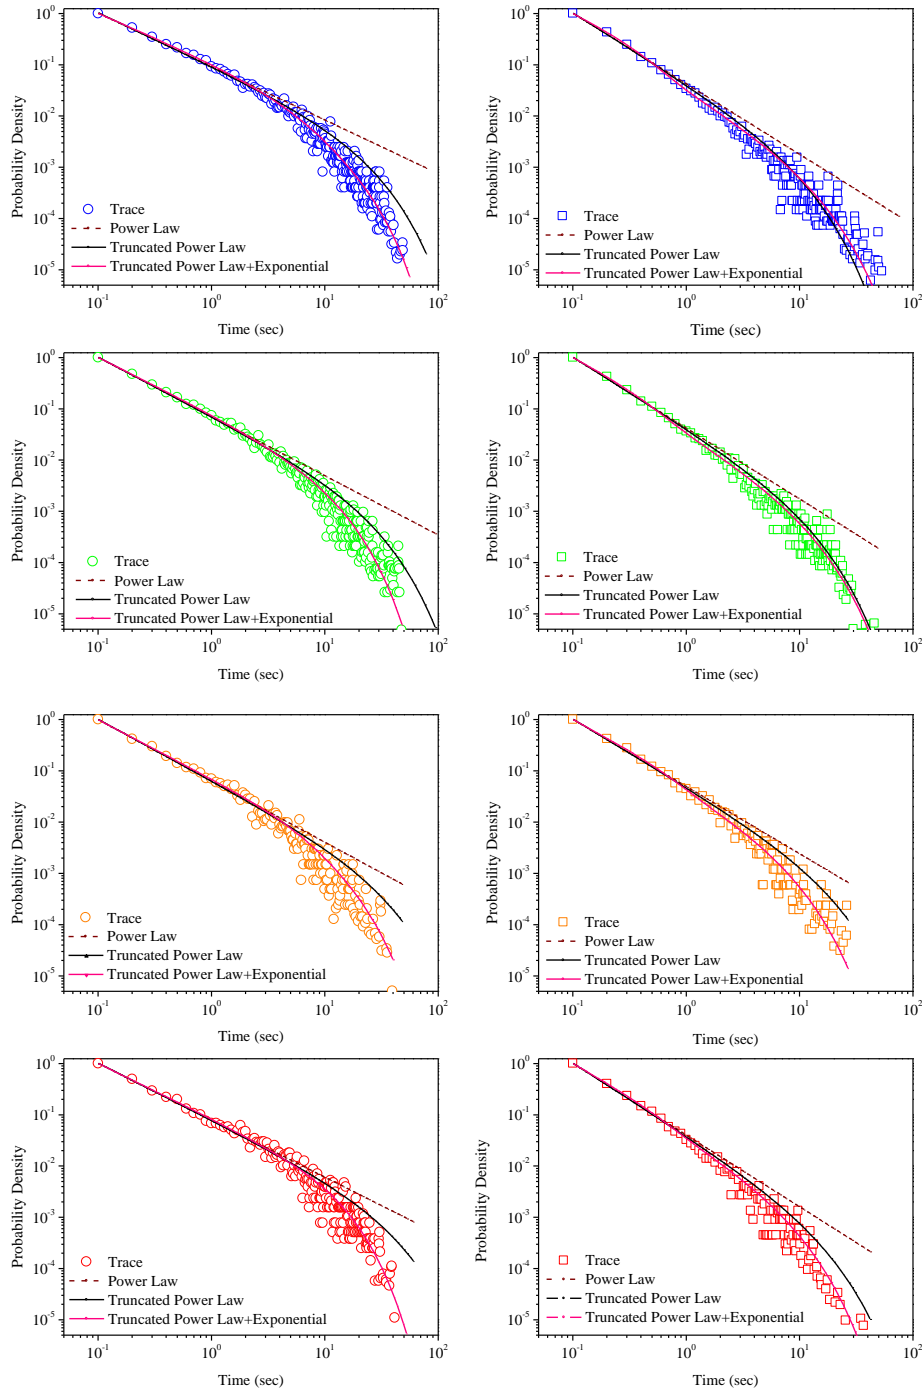 10^0
10^-1
10^-2
10^-3
10^-4
10^-5
Probability Density
Trace
Power Law
Truncated Power Law
Truncated Power Law+Exponential
10^-1 10^0 10^1 10^2
Time (sec)
10^0
10^-1
10^-2
10^-3
10^-4
10^-5
Probability Density
Trace
Power Law
Truncated Power Law
Truncated Power Law+Exponential
10^-1 10^0 10^1 10^2
Time (sec)
10^0
10^-1
10^-2
10^-3
10^-4
10^-5
Probability Density
Trace
Power Law
Truncated Power Law
Truncated Power Law+Exponential
10^-1 10^0 10^1 10^2
Time (sec)
10^0
10^-1
10^-2
10^-3
10^-4
10^-5
Probability Density
Trace
Power Law
Truncated Power Law
Truncated Power Law+Exponential
10^-1 10^0 10^1 10^2
Time (sec)
10^0
10^-1
10^-2
10^-3
10^-4
10^-5
Probability Density
Trace
Power Law
Truncated Power Law
Truncated Power Law+Exponential
10^-1 10^0 10^1 10^2
Time (sec)
10^0
10^-1
10^-2
10^-3
10^-4
10^-5
Probability Density
Trace
Power Law
Truncated Power Law
Truncated Power Law+Exponential
10^-1 10^0 10^1 10^2
Time (sec)
10^0
10^-1
10^-2
10^-3
10^-4
10^-5
Probability Density
Trace
Power Law
Truncated Power Law
Truncated Power Law+Exponential
10^-1 10^0 10^1 10^2
Time (sec)
10^0
10^-1
10^-2
10^-3
10^-4
10^-5
Probability Density
Trace
Power Law
Truncated Power Law
Truncated Power Law+Exponential
10^-1 10^0 10^1 10^2
Time (sec)